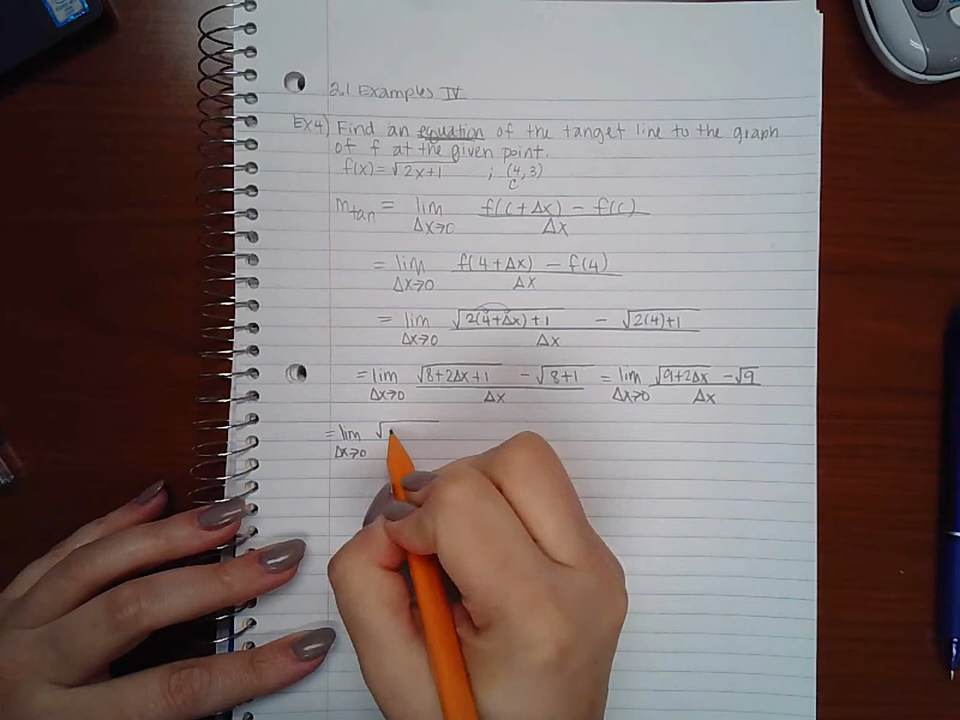 2.1 Examples IV
Ex4) Find an equation of the tanget line to the graph
of f at the given point.
f(x) = √2x+1 ; (4,3)
c
m tan = lim f(c+Δx) - f(c)
Δx→0 Δx
= lim f(4+Δx) - f(4)
Δx→0 Δx
= lim √2(4+Δx)+1 - √2(4)+1
Δx→0 Δx
= lim √8+2Δx+1 - √8+1 = lim √9+2Δx - √9
Δx→0 Δx Δx→0 Δx
= lim √
Δx→0